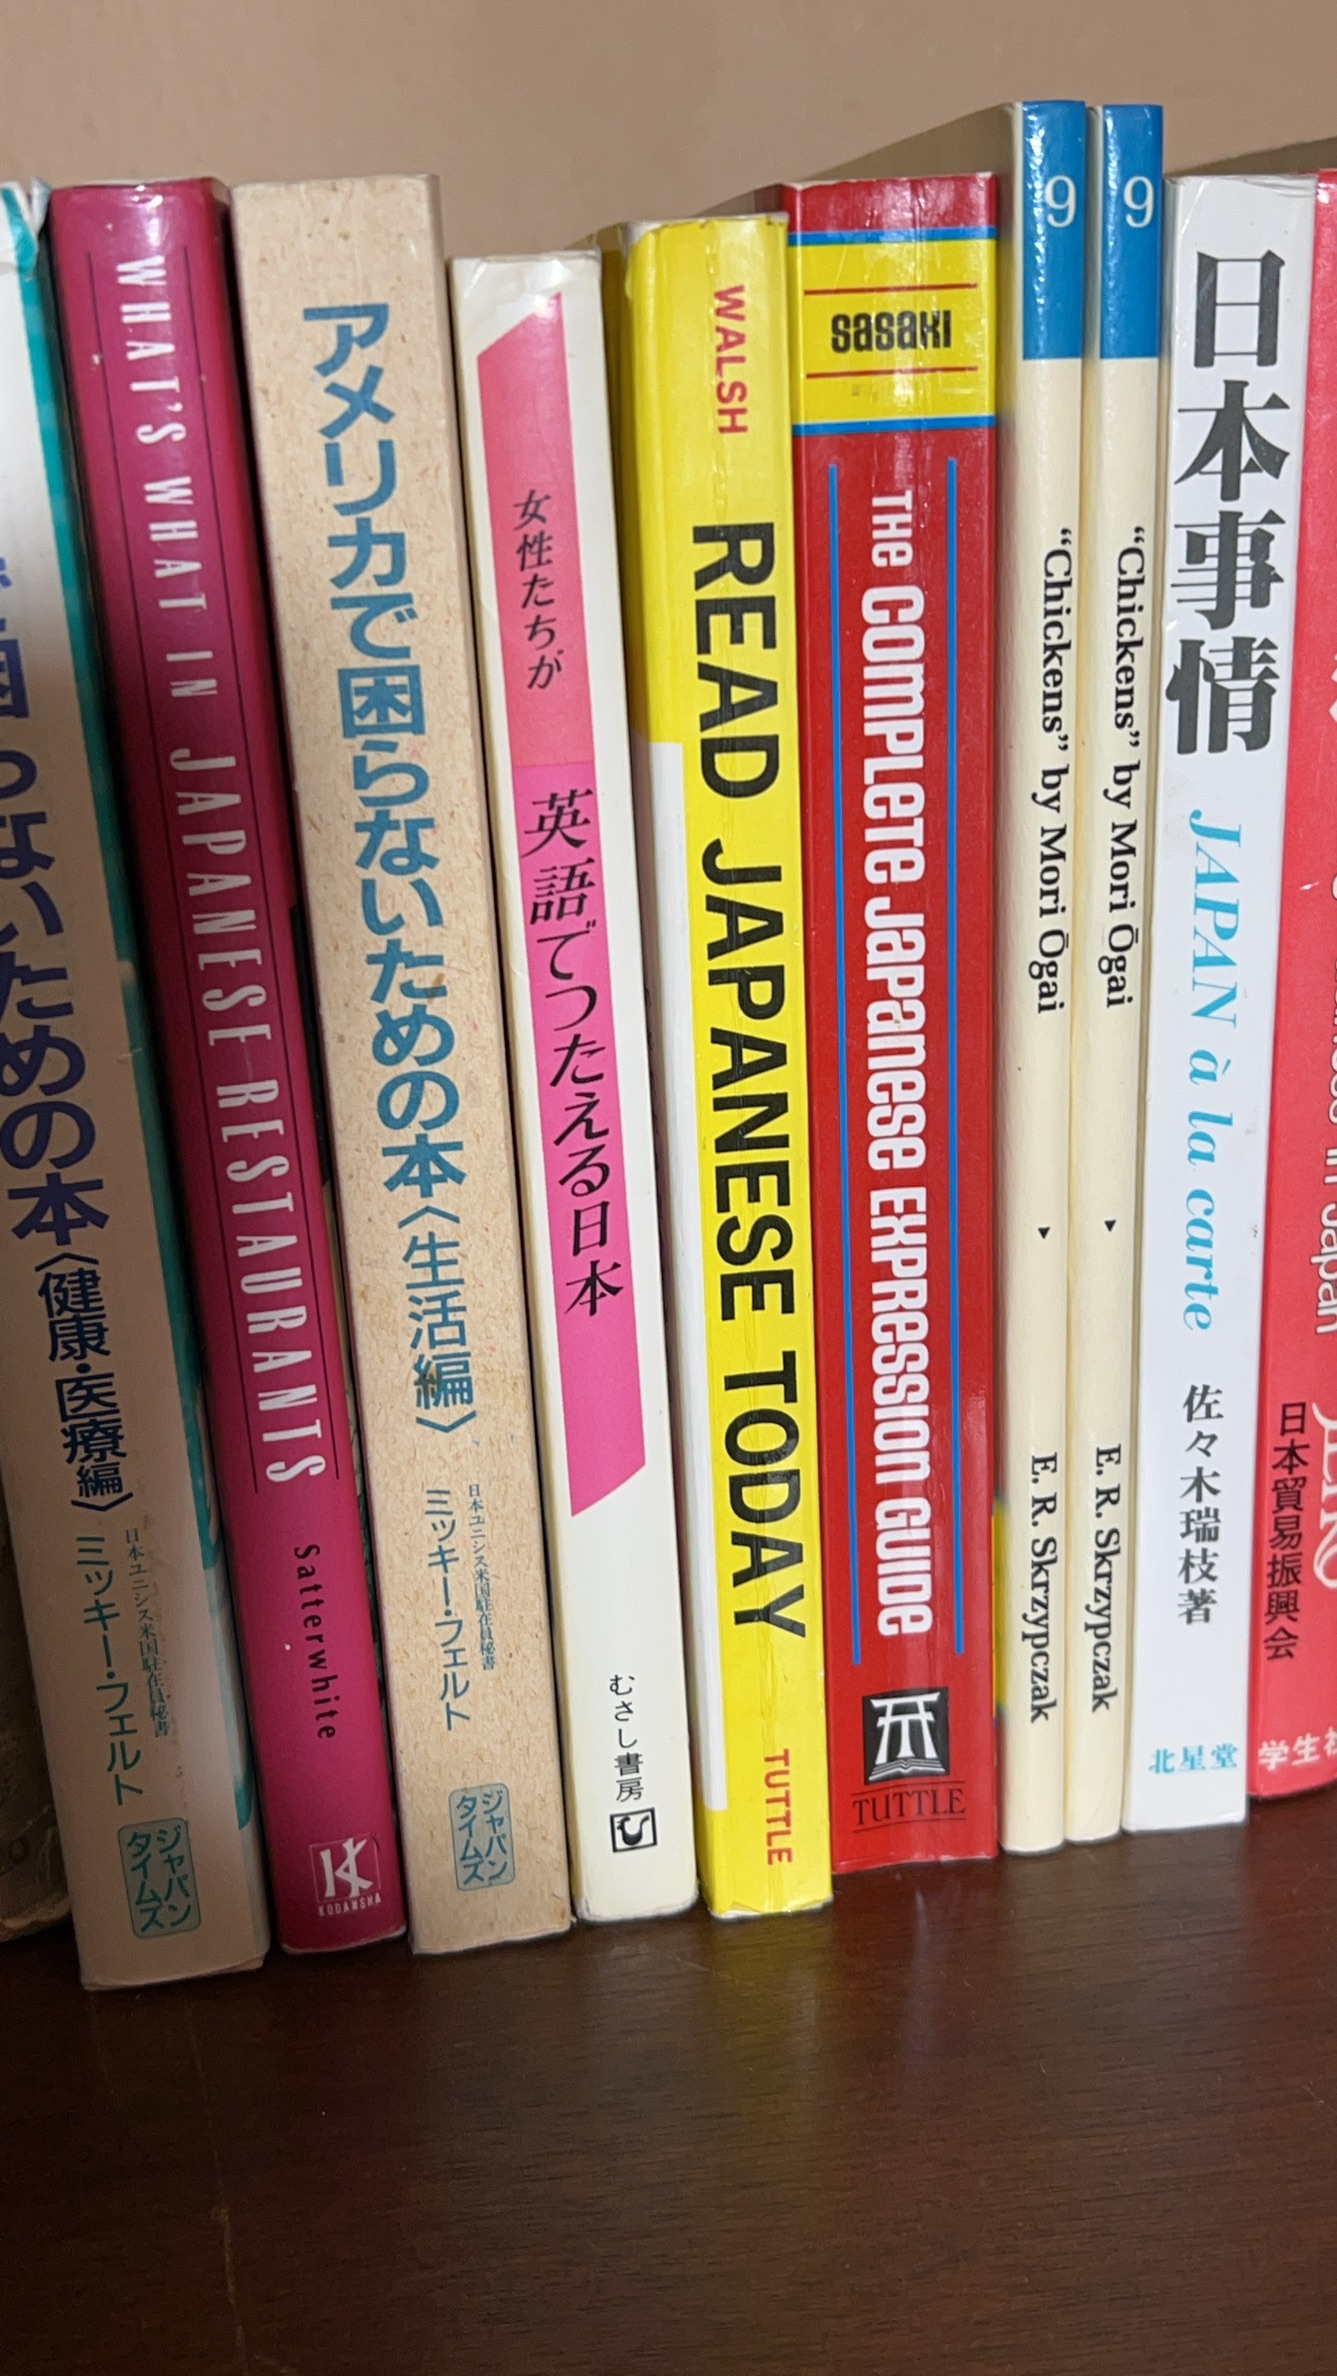 らないための本〈健康・医療編〉
日本ユニシス米国駐在員秘書
ミッキー・フェルト
ジャパン
タイムズ
WHAT'S WHAT IN JAPANESE RESTAURANTS
Satterwhite
K
KODANSHA
アメリカで困らないための本〈生活編〉
日本ユニシス米国駐在員秘書
ミッキー・フェルト
ジャパン
タイムズ
女性たちが
英語でつたえる日本
むさし書房
WALSH
READ JAPANESE TODAY
TUTTLE
sasaki
THE COMPLETE JAPANESE EXPRESSION GUIDE
TUTTLE
9
"Chickens" by Mori Ōgai
E. R. Skrzypczak
9
"Chickens" by Mori Ōgai
E. R. Skrzypczak
日本事情
JAPAN à la carte
佐々木瑞枝著
北星堂
in Japan
日本貿易振興会
学生社